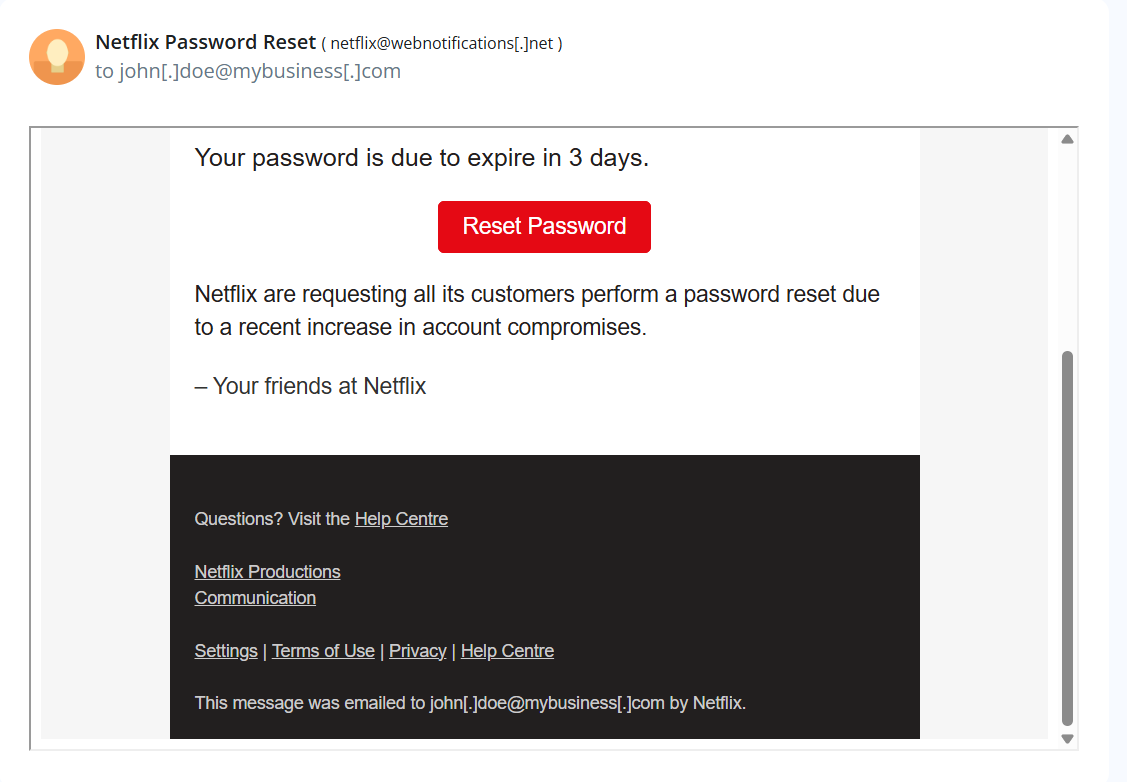 Netflix Password Reset ( netflix@webnotifications[.]net )
to john[.]doe@mybusiness[.]com
Your password is due to expire in 3 days.
Reset Password
Netflix are requesting all its customers perform a password reset due
to a recent increase in account compromises.
– Your friends at Netflix
Questions? Visit the Help Centre
Netflix Productions
Communication
Settings | Terms of Use | Privacy | Help Centre
This message was emailed to john[.]doe@mybusiness[.]com by Netflix.